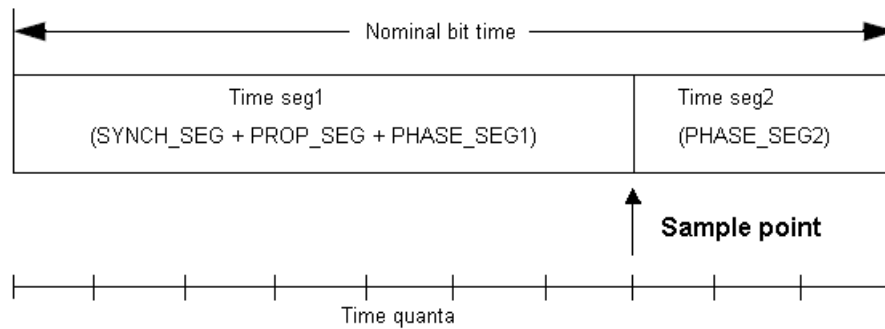 Nominal bit time
Time seg1
(SYNCH_SEG + PROP_SEG + PHASE_SEG1)
Time seg2
(PHASE_SEG2)
Sample point
Time quanta